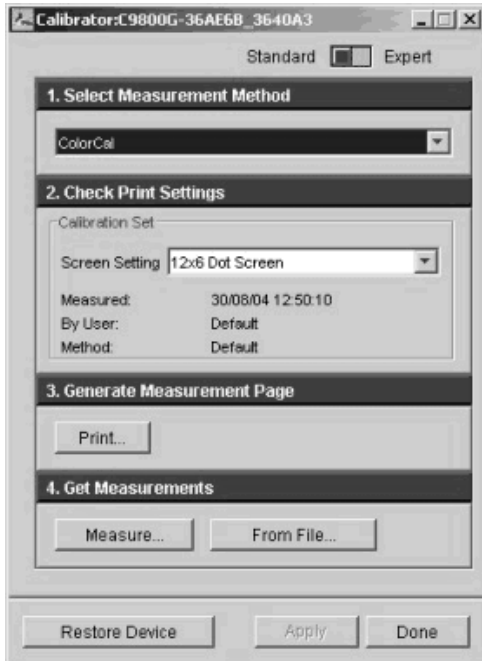 Calibrator:C9800G-36AE6B_3640A3
Standard Expert
1. Select Measurement Method
ColorCal
2. Check Print Settings
Calibration Set
Screen Setting 12x6 Dot Screen
Measured: 30/08/04 12:50:10
By User: Default
Method: Default
3. Generate Measurement Page
Print...
4. Get Measurements
Measure... From File...
Restore Device Apply Done